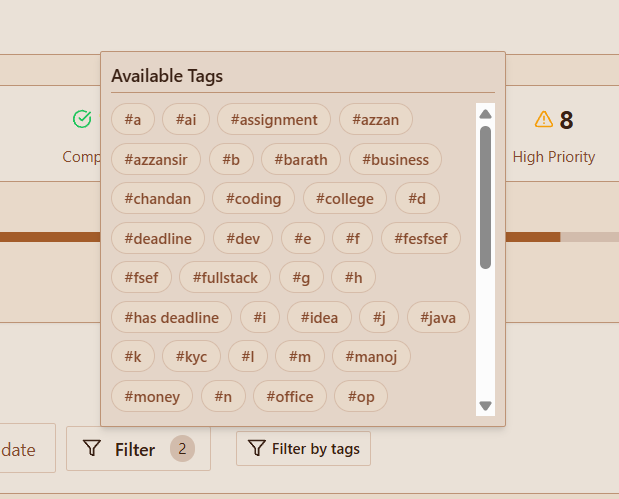 Available Tags
#a #ai #assignment #azzan
#azzansir #b #barath #business
#chandan #coding #college #d
#deadline #dev #e #f #fesfsef
#fsef #fullstack #g #h
#has deadline #i #idea #j #java
#k #kyc #l #m #manoj
#money #n #office #op
Comp
8
High Priority
date
Filter 2
Filter by tags